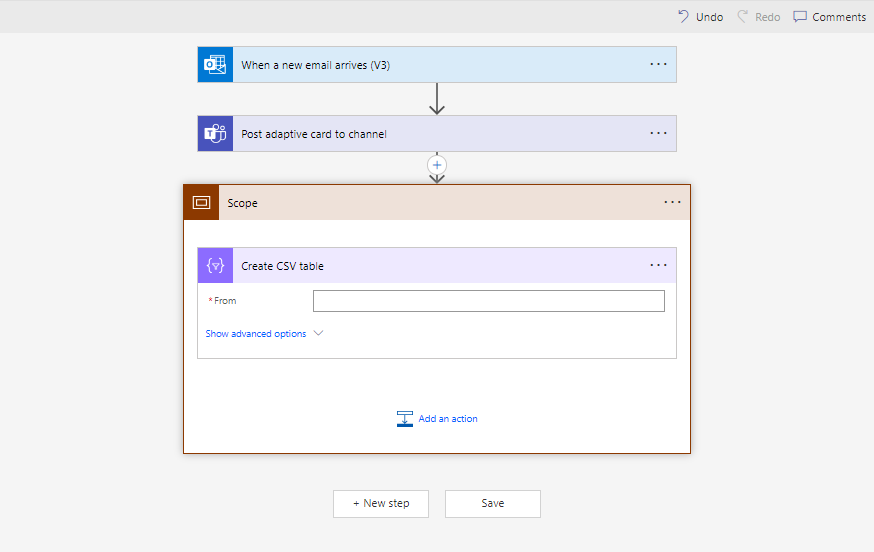 Undo Redo Comments
When a new email arrives (V3)
Post adaptive card to channel
Scope
Create CSV table
* From
Show advanced options
Add an action
+ New step Save